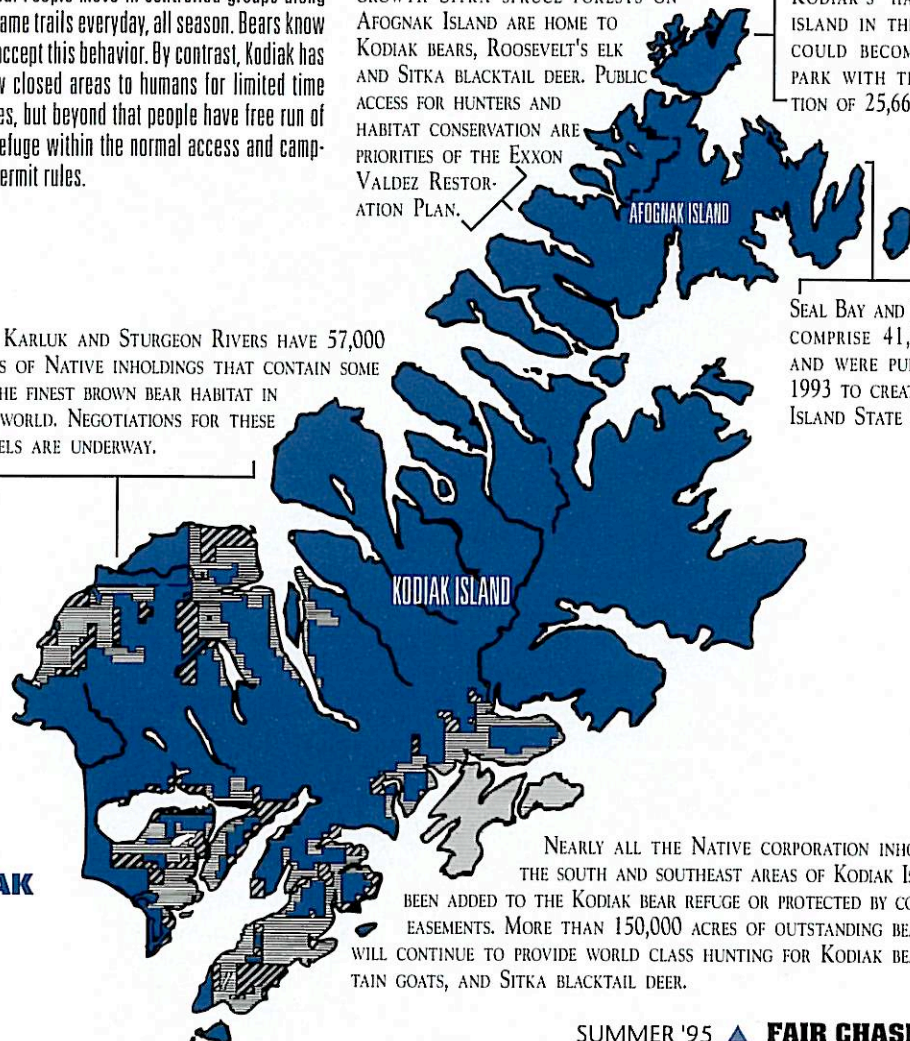 ame trails everyday, all season. Bears know
accept this behavior. By contrast, Kodiak has
w closed areas to humans for limited time
es, but beyond that people have free run of
efuge within the normal access and camp-
ermit rules.
AFOGNAK ISLAND ARE HOME TO
KODIAK BEARS, ROOSEVELT'S ELK
AND SITKA BLACKTAIL DEER. PUBLIC
ACCESS FOR HUNTERS AND
HABITAT CONSERVATION ARE
PRIORITIES OF THE EXXON
VALDEZ RESTOR-
ATION PLAN.
ISLAND IN THE
COULD BECOM
PARK WITH T
TION OF 25,66
AFOGNAK ISLAND
SEAL BAY AND
COMPRISE 41,
AND WERE PU
1993 TO CREA
ISLAND STATE
KARLUK AND STURGEON RIVERS HAVE 57,000
S OF NATIVE INHOLDINGS THAT CONTAIN SOME
HE FINEST BROWN BEAR HABITAT IN
WORLD. NEGOTIATIONS FOR THESE
ELS ARE UNDERWAY.
KODIAK ISLAND
AK
NEARLY ALL THE NATIVE CORPORATION INHO
THE SOUTH AND SOUTHEAST AREAS OF KODIAK IS
BEEN ADDED TO THE KODIAK BEAR REFUGE OR PROTECTED BY CO
EASEMENTS. MORE THAN 150,000 ACRES OF OUTSTANDING BEA
WILL CONTINUE TO PROVIDE WORLD CLASS HUNTING FOR KODIAK BEA
TAIN GOATS, AND SITKA BLACKTAIL DEER.
SUMMER '95 FAIR CHAS